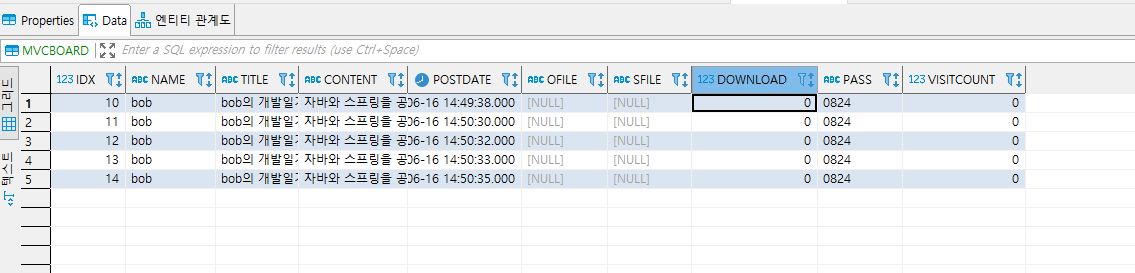 Properties Data 엔티티 관계도
MVCBOARD Enter a SQL expression to filter results (use Ctrl+Space)
그리드
텍스트
123 IDX ABC NAME ABC TITLE ABC CONTENT POSTDATE ABC OFILE ABC SFILE 123 DOWNLOAD ABC PASS 123 VISITCOUNT
1 10 bob bob의 개발일기 자바와 스프링을 공 06-16 14:49:38.000 [NULL] [NULL] 0 0824 0
2 11 bob bob의 개발일기 자바와 스프링을 공 06-16 14:50:30.000 [NULL] [NULL] 0 0824 0
3 12 bob bob의 개발일기 자바와 스프링을 공 06-16 14:50:32.000 [NULL] [NULL] 0 0824 0
4 13 bob bob의 개발일기 자바와 스프링을 공 06-16 14:50:33.000 [NULL] [NULL] 0 0824 0
5 14 bob bob의 개발일기 자바와 스프링을 공 06-16 14:50:35.000 [NULL] [NULL] 0 0824 0